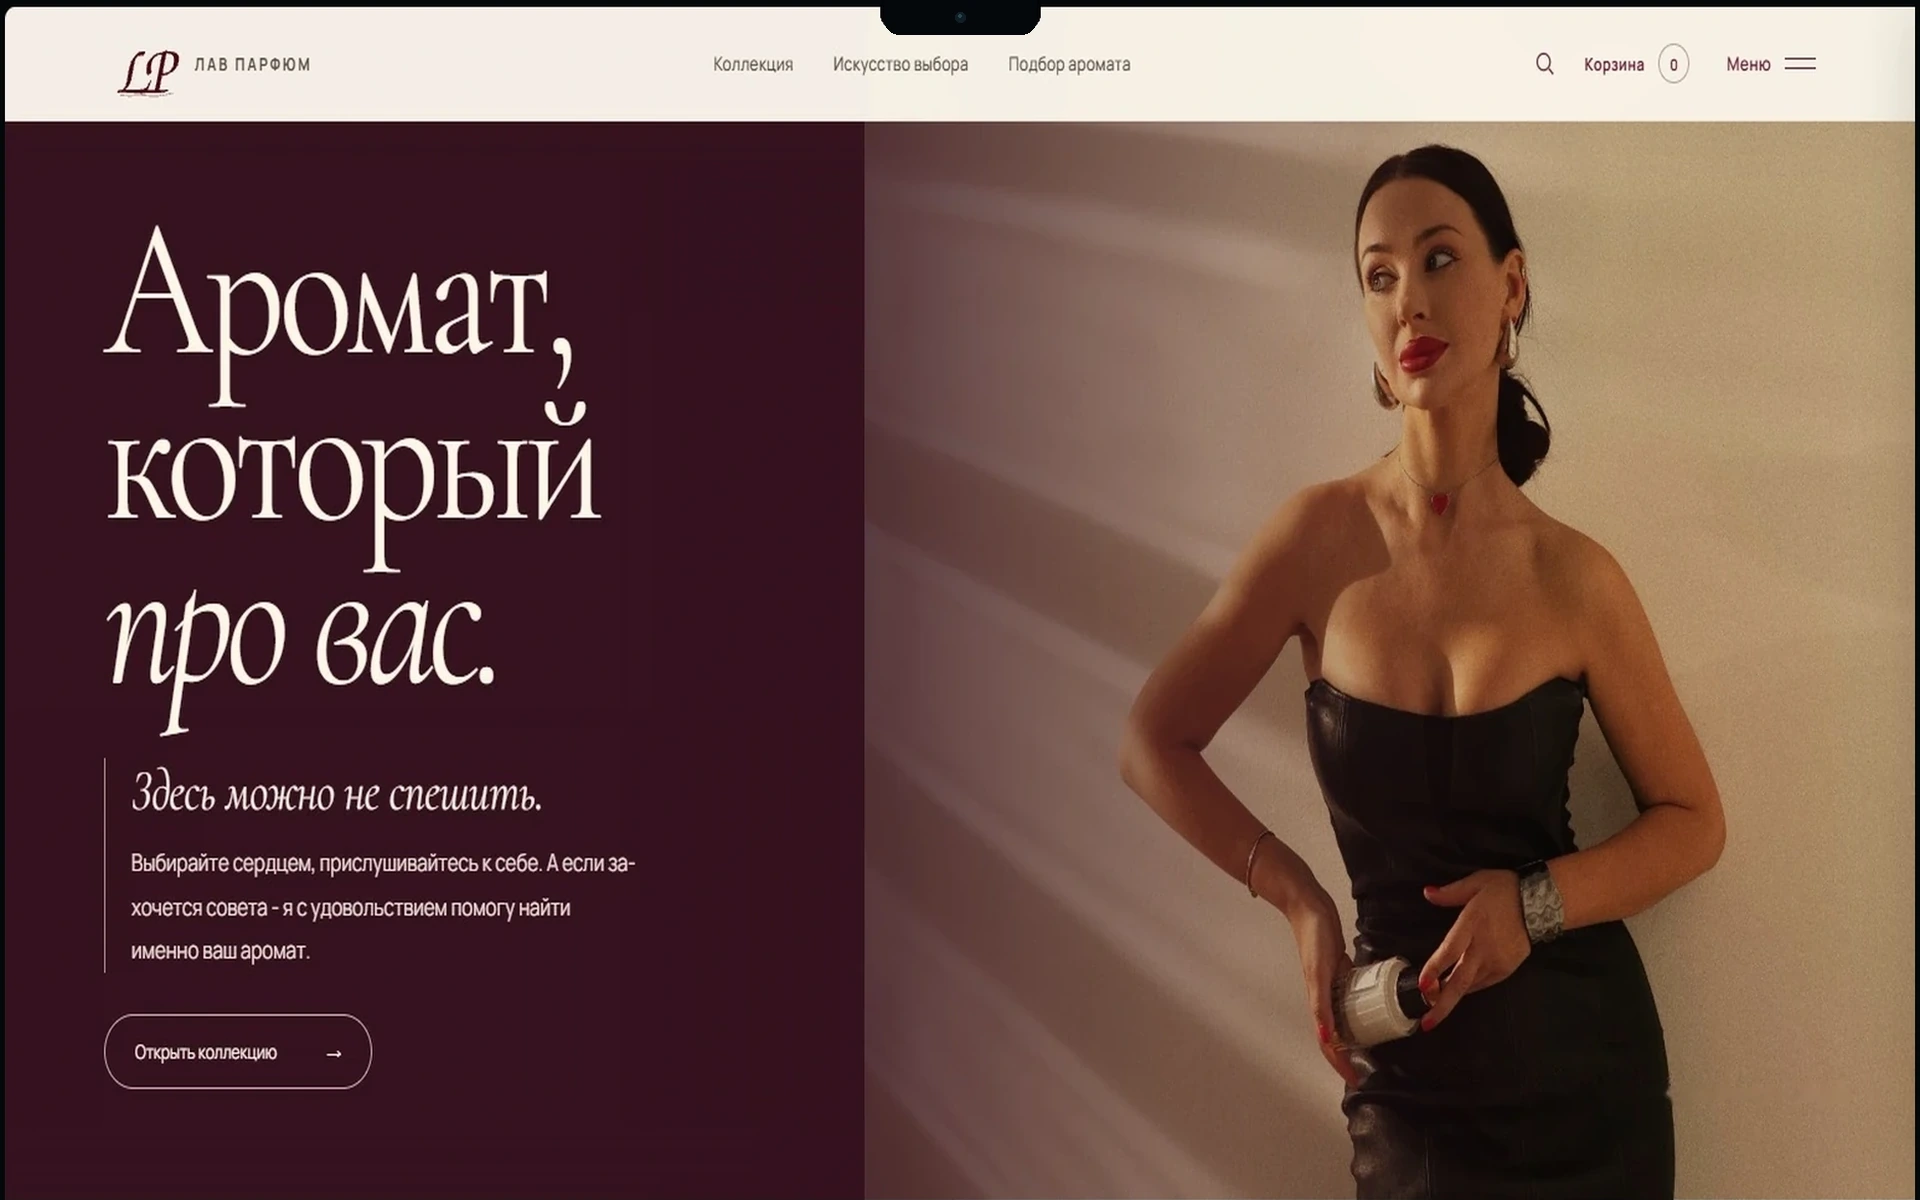 LP ЛАВ ПАРФЮМ
Коллекция Искусство выбора Подбор аромата
Корзина 0 Меню
Аромат,
который
про вас.
Здесь можно не спешить.
Выбирайте сердцем, прислушивайтесь к себе. А если за-
хочется совета - я с удовольствием помогу найти
именно ваш аромат.
Открыть коллекцию →